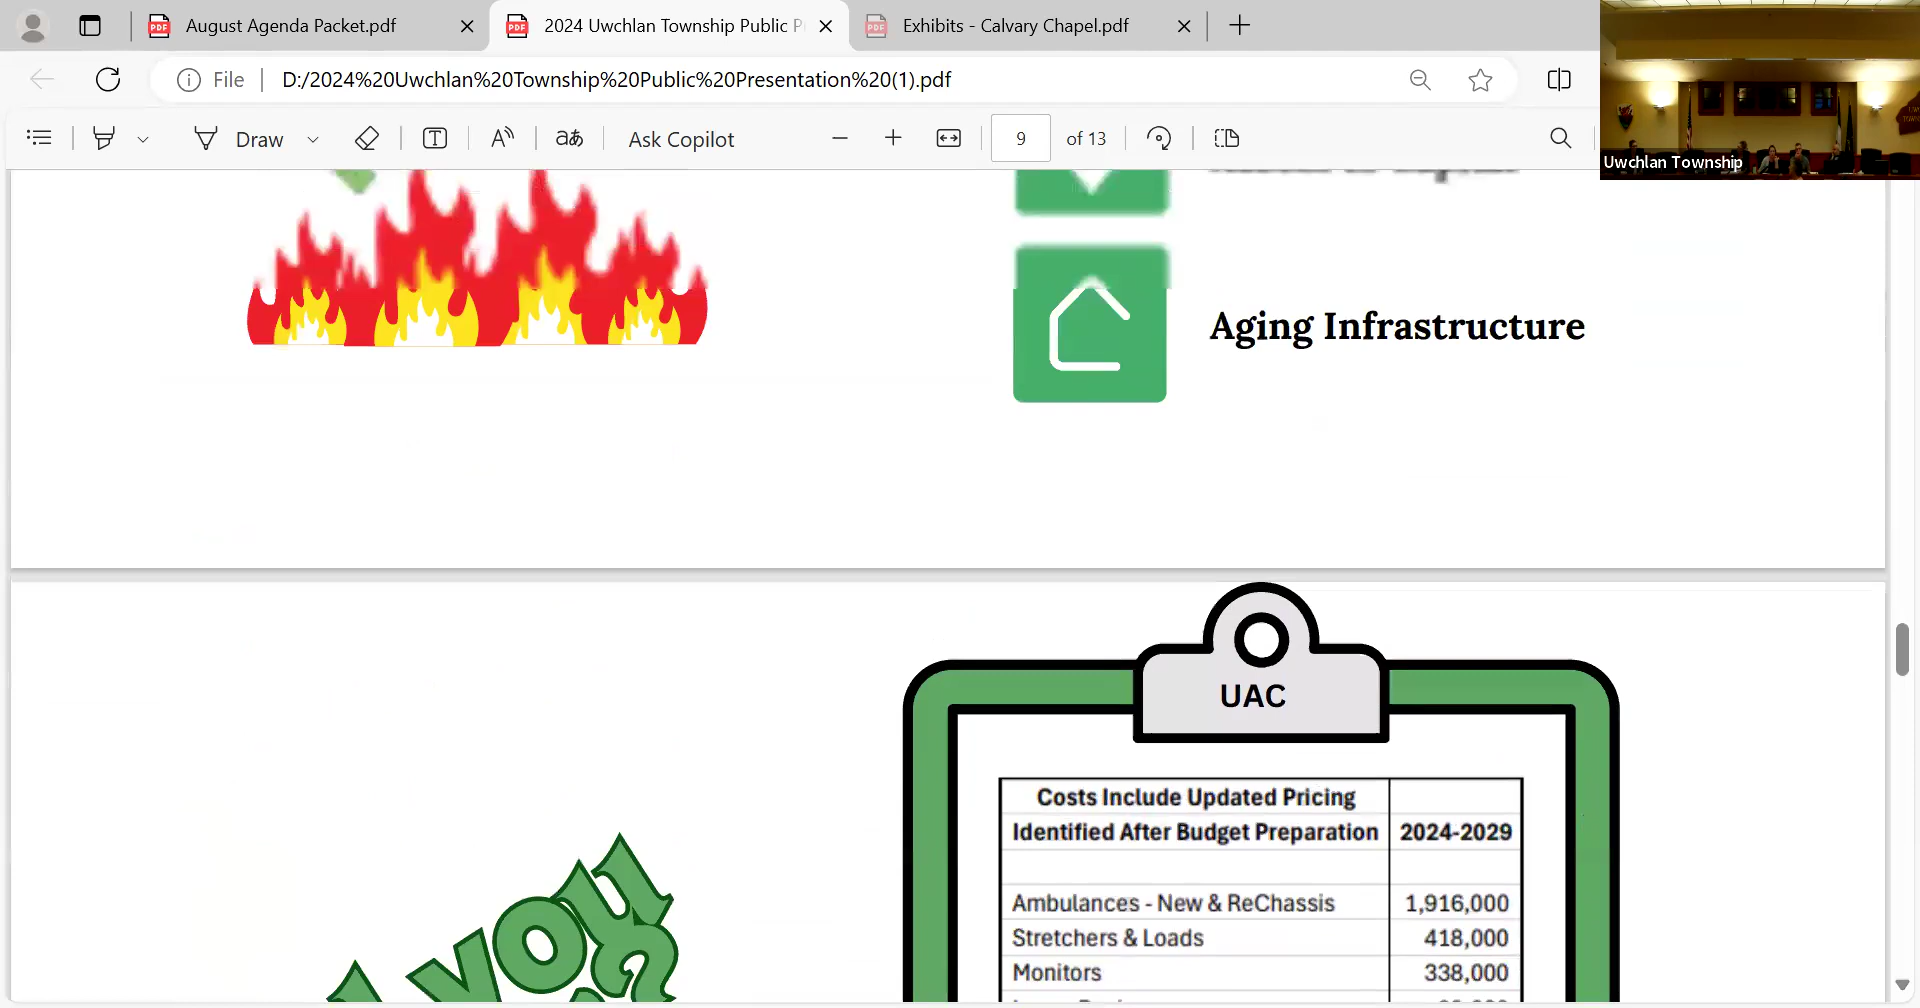 August Agenda Packet.pdf
2024 Uwchlan Township Public P
Exhibits - Calvary Chapel.pdf
File
D:/2024%20Uwchlan%20Township%20Public%20Presentation%20(1).pdf
Draw
Ask Copilot
9
of 13
Uwchlan Township
Aging Infrastructure
UAC
Costs Include Updated Pricing
Identified After Budget Preparation 2024-2029
Ambulances - New & ReChassis 1,916,000
Stretchers & Loads 418,000
Monitors 338,000
you